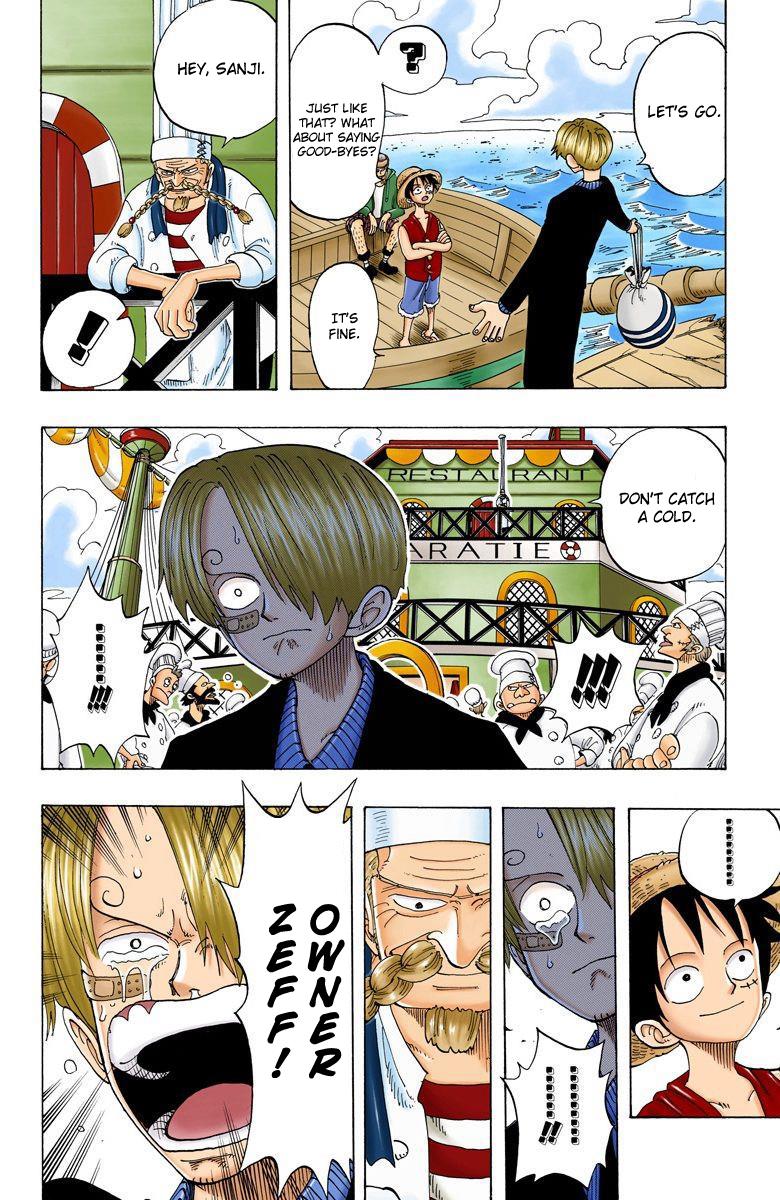 LET'S GO.
?
JUST LIKE
THAT? WHAT
ABOUT SAYING
GOOD-BYES?
IT'S
FINE.
HEY, SANJI.
!!
DON'T CATCH
A COLD.
RESTAURANT
ARATIE
!!!
.......!!!
..........!!
........!!
OWNER
ZEFF!